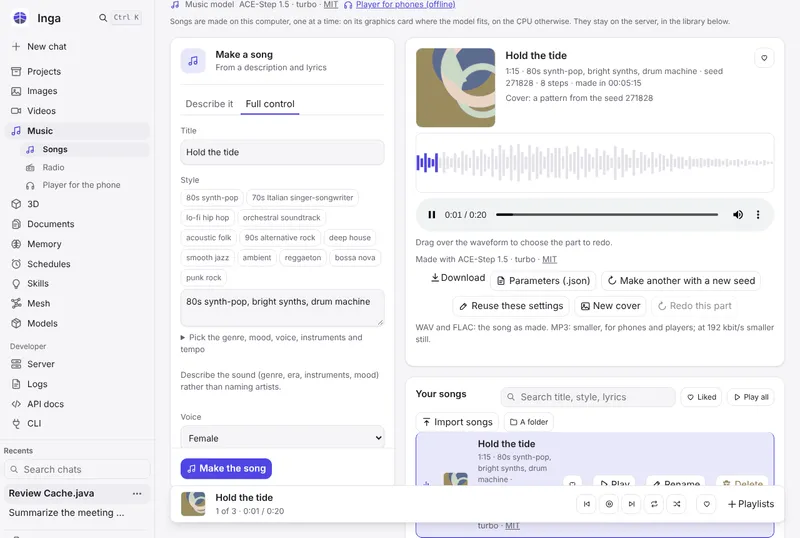 Inga
Ctrl K
New chat
Projects
Images
Videos
Music
Songs
Radio
Player for the phone
3D
Documents
Memory
Schedules
Skills
Mesh
Models
Developer
Server
Logs
API docs
CLI
Recents
Search chats
Review Cache.java
Summarize the meeting ...
Music model ACE-Step 1.5 · turbo · MIT Player for phones (offline)
Songs are made on this computer, one at a time: on its graphics card where the model fits, on the CPU otherwise. They stay on the server, in the library below.
Make a song
From a description and lyrics
Describe it Full control
Title
Hold the tide
Style
80s synth-pop 70s Italian singer-songwriter
lo-fi hip hop orchestral soundtrack
acoustic folk 90s alternative rock deep house
smooth jazz ambient reggaeton bossa nova
punk rock
80s synth-pop, bright synths, drum machine
Pick the genre, mood, voice, instruments and
tempo
Describe the sound (genre, era, instruments, mood)
rather than naming artists.
Voice
Female
Make the song
Hold the tide
1:15 · 80s synth-pop, bright synths, drum machine · seed
271828 · 8 steps · made in 00:05:15
Cover: a pattern from the seed 271828
0:01 / 0:20
Drag over the waveform to choose the part to redo.
Made with ACE-Step 1.5 · turbo · MIT
Download Parameters (.json) Make another with a new seed
Reuse these settings New cover Redo this part
WAV and FLAC: the song as made. MP3: smaller, for phones and players; at 192 kbit/s smaller
still.
Your songs
Search title, style, lyrics
Liked
Play all
Import songs A folder
Hold the tide
1:15 · 80s synth-pop,
bright synths, drum
machine ·
Play Rename Delete
turbo · MIT
Hold the tide
1 of 3 · 0:01 / 0:20
Playlists